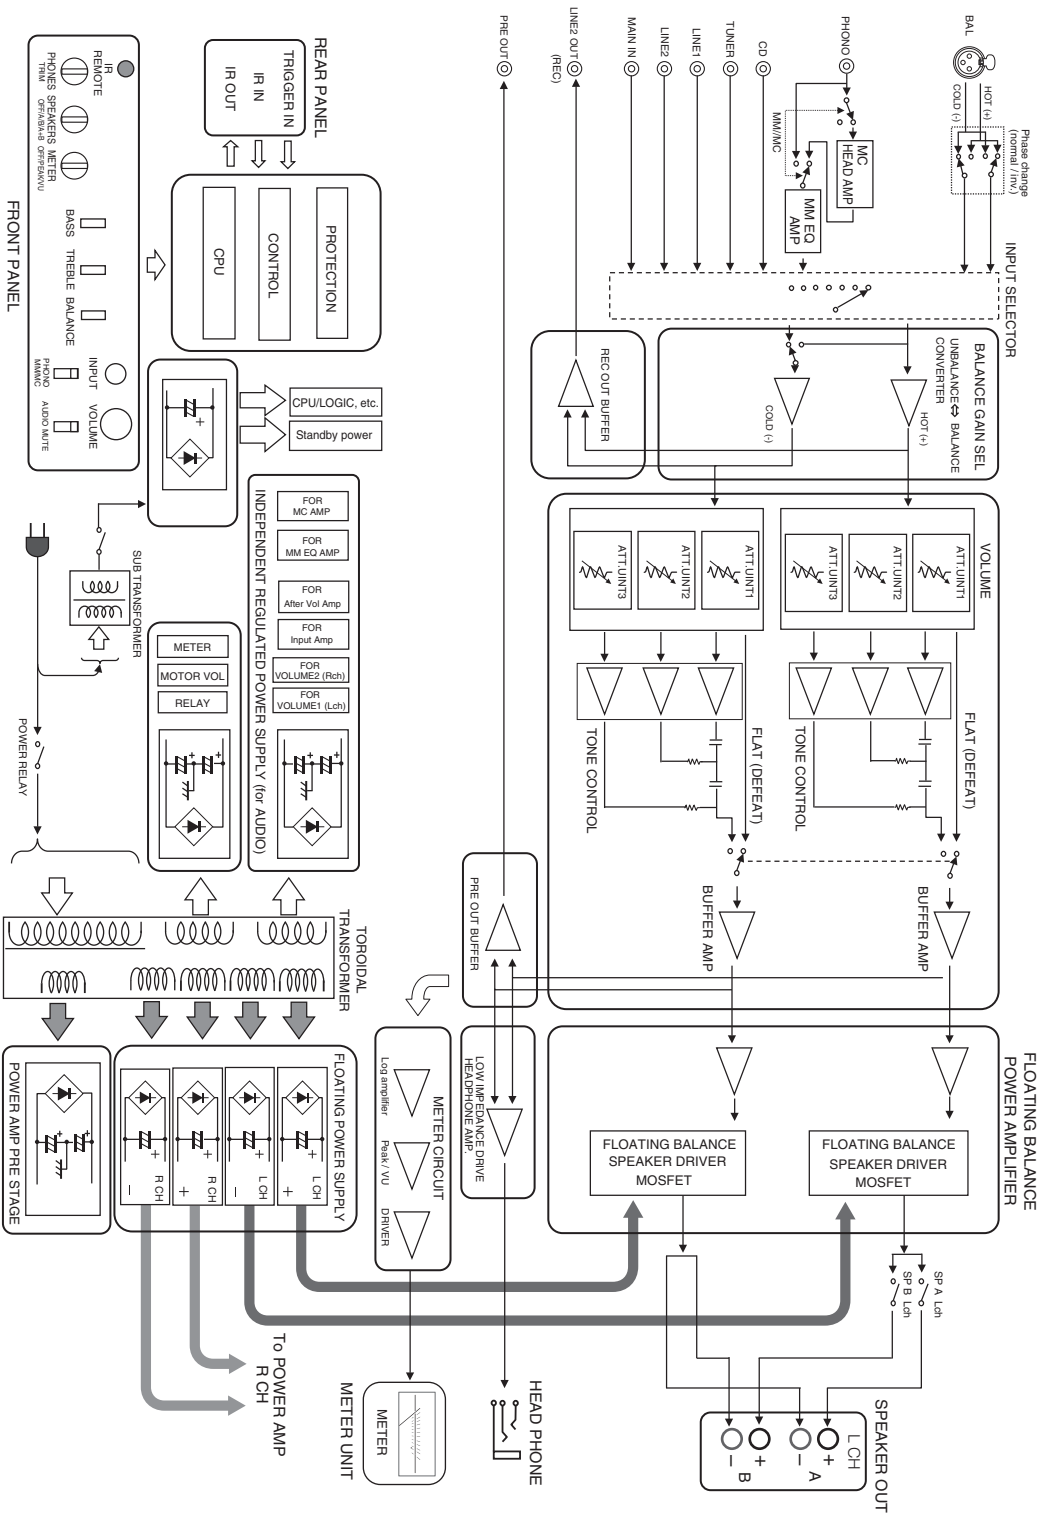 BAL
HOT (+)
COLD (-)
Phase change
(normal / inv.)
PHONO
MM//MC
MC
HEAD AMP
MM EQ
AMP
CD
TUNER
LINE1
LINE2
MAIN IN
LINE2 OUT
(REC)
PRE OUT
INPUT SELECTOR
BALANCE GAIN SEL
UNBALANCE⇔ BALANCE
CONVERTER
HOT (+)
COLD (-)
REC OUT BUFFER
VOLUME
ATT.UINT1
ATT.UINT2
ATT.UINT3
ATT.UINT1
ATT.UINT2
ATT.UINT3
FLAT (DEFEAT)
TONE CONTROL
FLAT (DEFEAT)
TONE CONTROL
BUFFER AMP
BUFFER AMP
PRE OUT BUFFER
FLOATING BALANCE
POWER AMPLIFIER
FLOATING BALANCE
SPEAKER DRIVER
MOSFET
FLOATING BALANCE
SPEAKER DRIVER
MOSFET
SP A Lch
SP B Lch
SPEAKER OUT
L CH
+
−
A
+
−
B
LOW IMPEDANCE DRIVE
HEADPHONE AMP.
HEAD PHONE
METER CIRCUIT
Log amplifier
Peak / VU
DRIVER
METER
METER UNIT
REAR PANEL
TRIGGER IN
IR IN
IR OUT
PROTECTION
CONTROL
CPU
IR
REMOTE
PHONES
TRIM
SPEAKERS
OFF/A/B/A+B
METER
OFF/PEAK/VU
BASS
TREBLE
BALANCE
INPUT
PHONO
MM/MC
VOLUME
AUDIO MUTE
FRONT PANEL
CPU/LOGIC, etc.
Standby power
+
SUB TRANSFORMER
POWER RELAY
INDEPENDENT REGULATED POWER SUPPLY (for AUDIO)
FOR
MC AMP
FOR
MM EQ AMP
FOR
After Vol Amp
FOR
Input Amp
FOR
VOLUME2 (Rch)
FOR
VOLUME1 (Lch)
+
+
METER
MOTOR VOL
RELAY
+
+
TOROIDAL
TRANSFORMER
FLOATING POWER SUPPLY
+
L CH
+
+
L CH
−
+
R CH
+
+
R CH
−
POWER AMP PRE STAGE
+
+
To POWER AMP
R CH